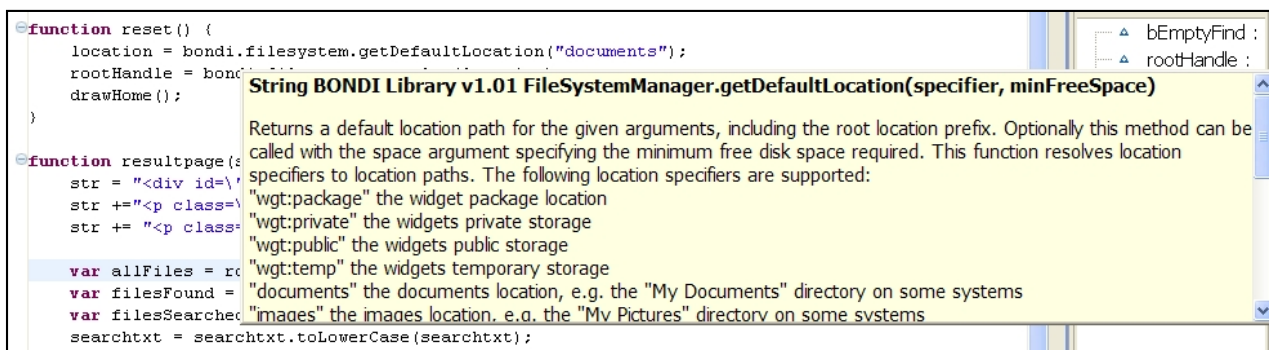 function reset() {
location = bondi.filesystem.getDefaultLocation("documents");
rootHandle =
drawHome();
}
function
str = "<div id=\'
str +="<p class=\
str += "<p class=
var allFiles =
var filesFound =
var filesSearched
searchtxt = searchtxt.toLowerCase(searchtxt);
String BONDI Library v1.01 FileSystemManager.getDefaultLocation(specifier, minFreeSpace)
Returns a default location path for the given arguments, including the root location prefix. Optionally this method can be
called with the space argument specifying the minimum free disk space required. This function resolves location
specifiers to location paths. The following location specifiers are supported:
"wgt:package" the widget package location
"wgt:private" the widgets private storage
"wgt:public" the widgets public storage
"wgt:temp" the widgets temporary storage
"documents" the documents location, e.g. the "My Documents" directory on some systems
"images" the images location, e.g. the "My Pictures" directory on some systems
bEmptyFind :
rootHandle :